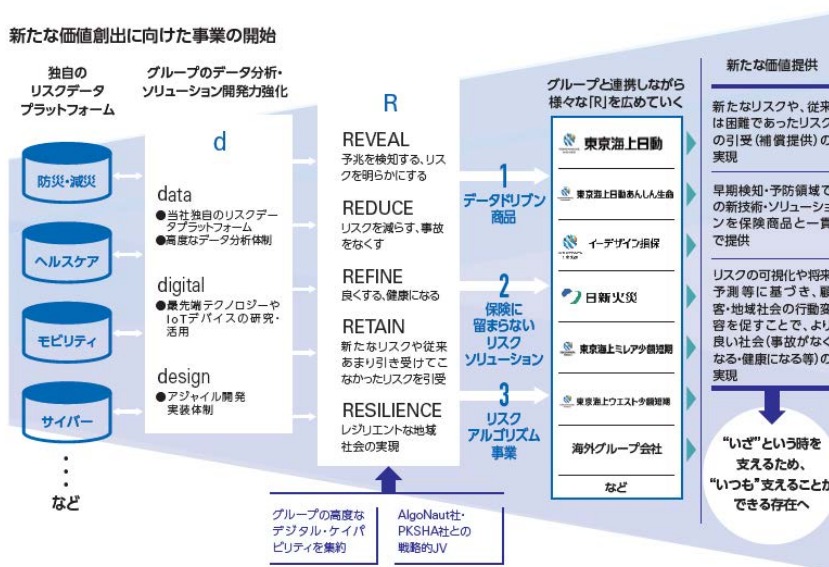 新たな価値創出に向けた事業の開始
独自の
リスクデータ
プラットフォーム
防災・減災
ヘルスケア
モビリティ
サイバー
など
グループのデータ分析・
ソリューション開発力強化
d
data
●当社独自のリスクデー
タプラットフォーム
●高度なデータ分析体制
digital
●最先端テクノロジーや
IoTデバイスの研究・
活用
design
●アジャイル開発
実装体制
R
REVEAL
予兆を検知する、リス
クを明らかにする
REDUCE
リスクを減らす、事故
をなくす
REFINE
良くする、健康になる
RETAIN
新たなリスクや従来
あまり引き受けてこ
なかったリスクを引受
RESILIENCE
レジリエントな地域
社会の実現
グループの高度な
デジタル・ケイパ
ビリティを集約
AlgoNaut社・
PKSHA社との
戦略的JV
1
データドリブン
商品
2
保険に
留まらない
リスク
ソリューション
3
リスク
アルゴリズム
事業
グループと連携しながら
様々な「R」を広めていく
東京海上日動
東京海上日動あんしん生命
イーデザイン損保
日新火災
東京海上ミレア少額短期
東京海上ウエスト少額短期
海外グループ会社
など
新たな価値提供
新たなリスクや、従来
は困難であったリスク
の引受(補償提供)の
実現
早期検知・予防領域で
の新技術・ソリューショ
ンを保険商品と一貫
で提供
リスクの可視化や将来
予測等に基づき、顧
客・地域社会の行動変
容を促すことで、より
良い社会(事故がなく
なる・健康になる等)の
実現
“いざ”という時を
支えるため、
“いつも”支えることが
できる存在へ